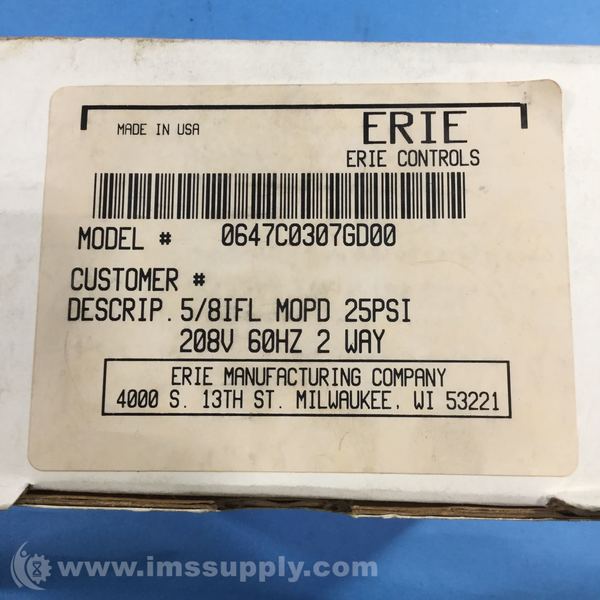 MADE IN USA
ERIE
ERIE CONTROLS
MODEL # 0647C0307GD00
CUSTOMER #
DESCRIP. 5/8IFL MOPD 25PSI
208V 60HZ 2 WAY
ERIE MANUFACTURING COMPANY
4000 S. 13TH ST. MILWAUKEE, WI 53221
www.imssupply.com
IMS